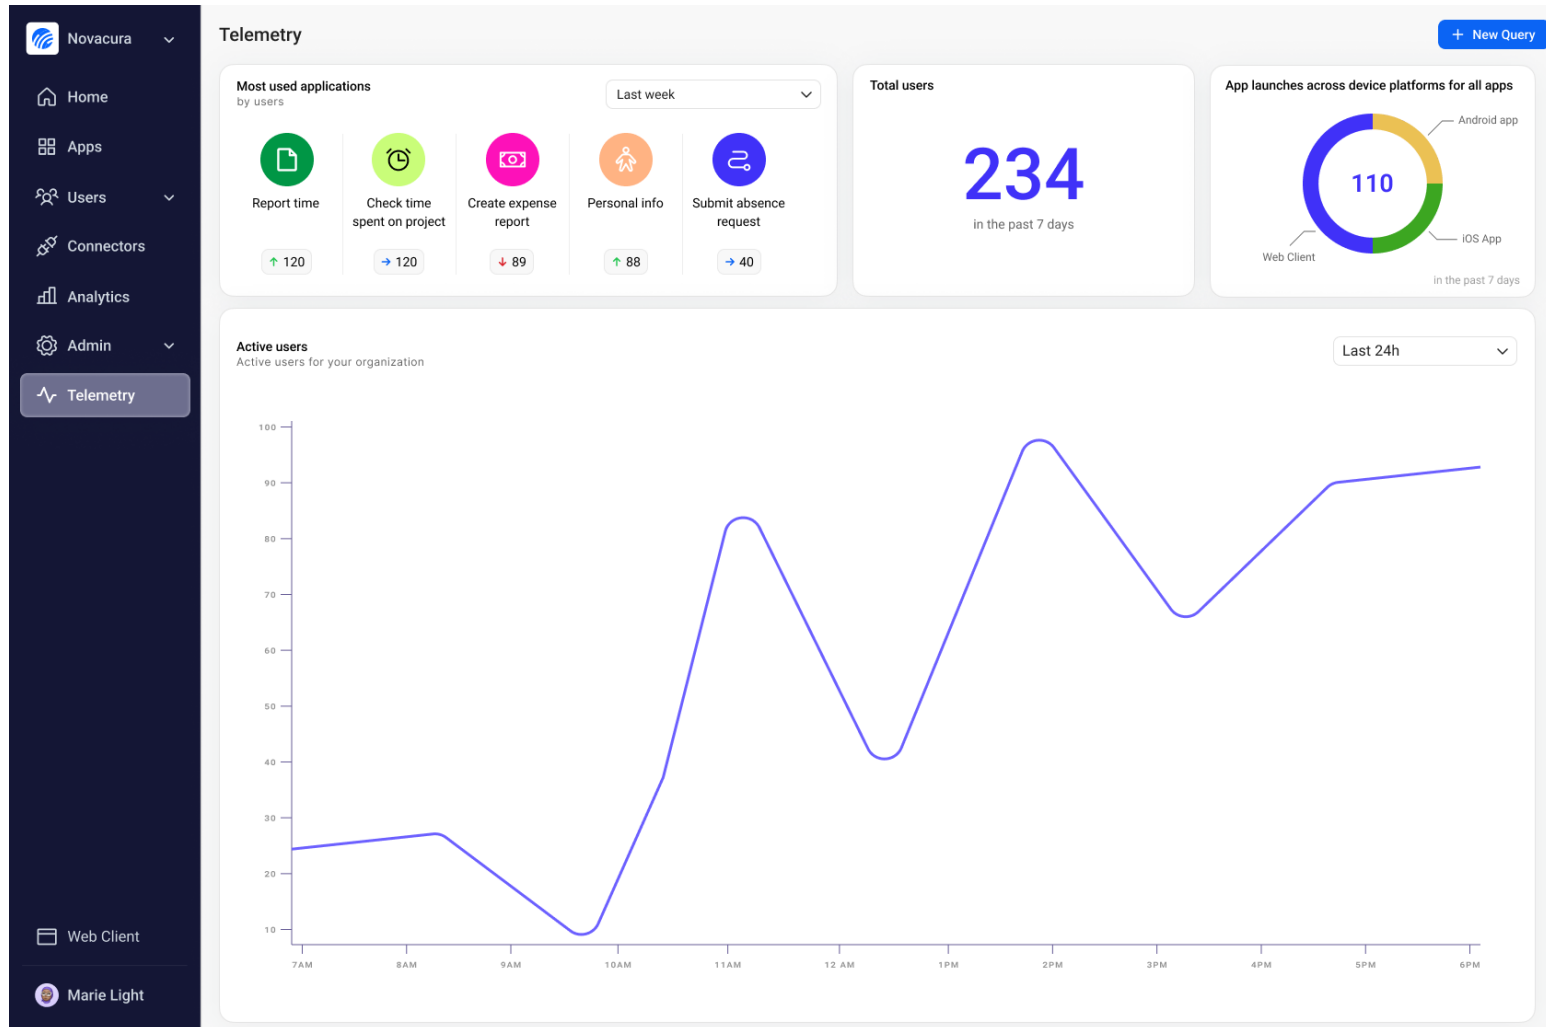 Novacura
Home
Apps
Users
Connectors
Analytics
Admin
Telemetry
Web Client
Marie Light
Telemetry
+ New Query
Most used applications
by users
Last week
Report time
↑ 120
Check time
spent on project
→ 120
Create expense
report
↓ 89
Personal info
↑ 88
Submit absence
request
→ 40
Total users
234
in the past 7 days
App launches across device platforms for all apps
Android app
110
iOS App
Web Client
in the past 7 days
Active users
Active users for your organization
Last 24h
100
90
80
70
60
50
40
30
20
10
7AM 8AM 9AM 10AM 11AM 12 AM 1PM 2PM 3PM 4PM 5PM 6PM